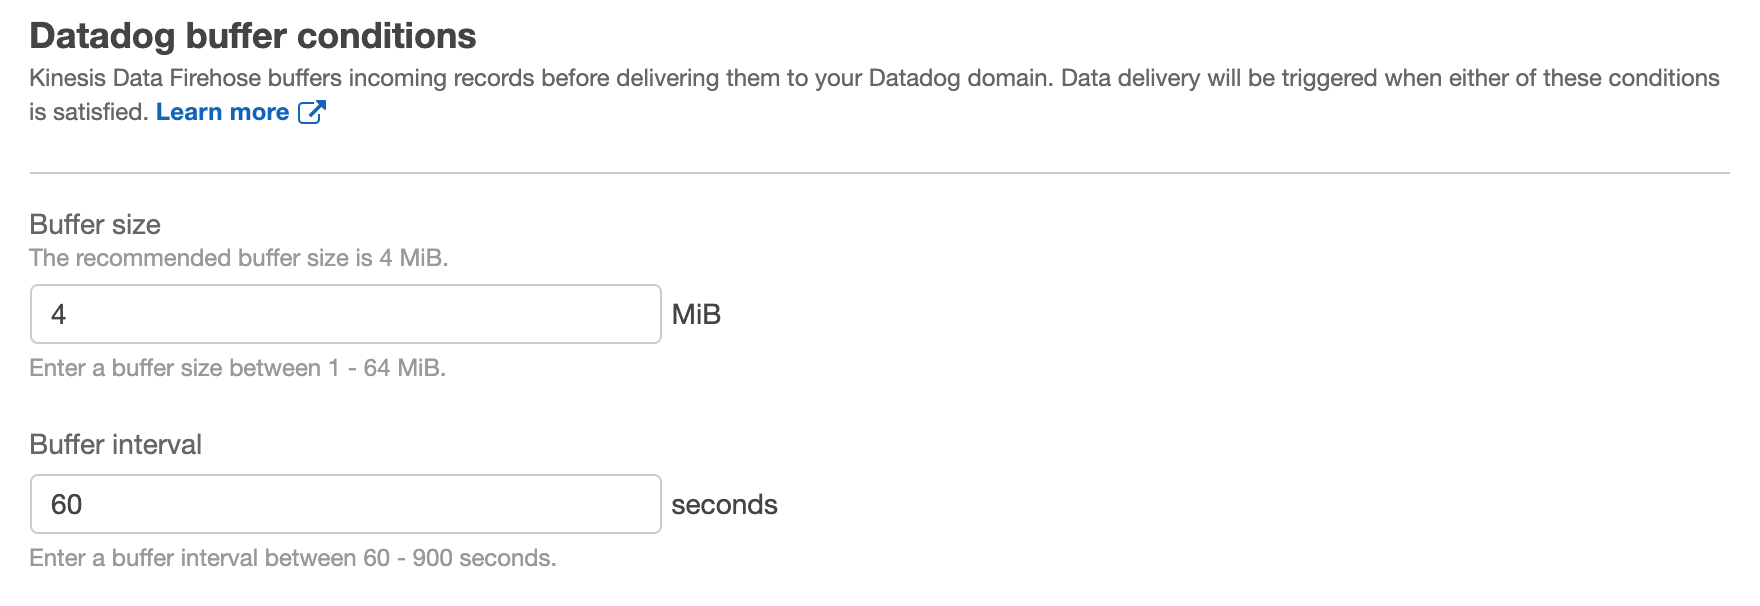 Datadog buffer conditions
Kinesis Data Firehose buffers incoming records before delivering them to your Datadog domain. Data delivery will be triggered when either of these conditions
is satisfied. Learn more
Buffer size
The recommended buffer size is 4 MiB.
4 MiB
Enter a buffer size between 1 - 64 MiB.
Buffer interval
60 seconds
Enter a buffer interval between 60 - 900 seconds.